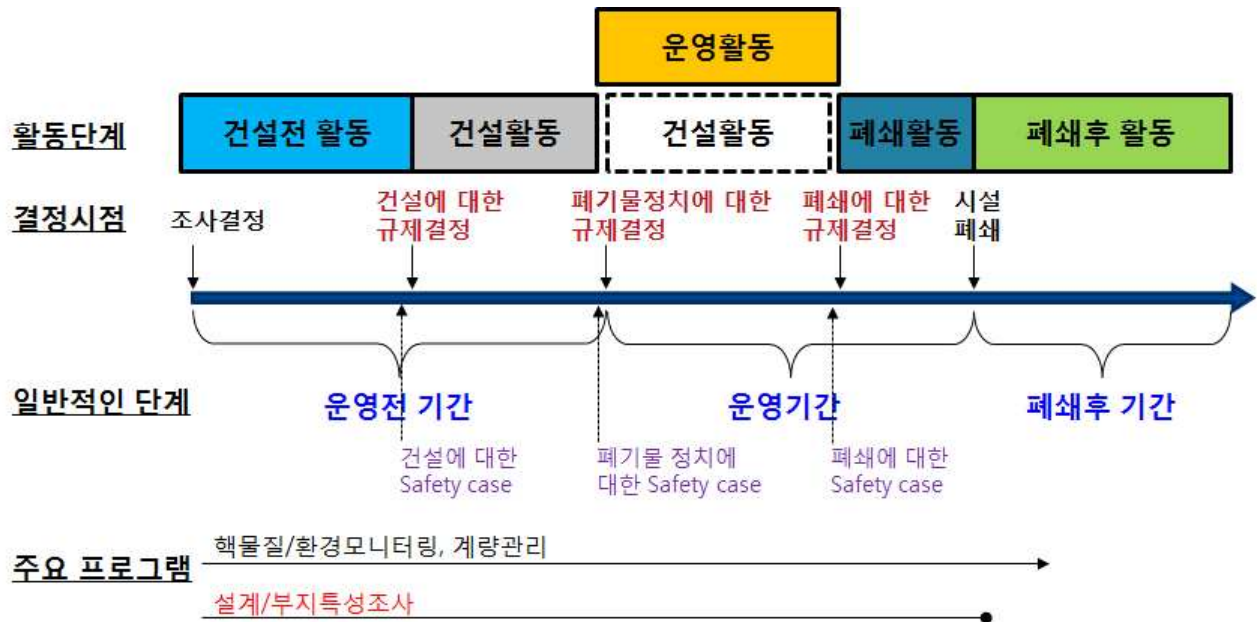 운영활동
활동단계
건설전 활동
건설활동
건설활동
폐쇄활동
폐쇄후 활동
결정시점
조사결정
건설에 대한
규제결정
폐기물정치에 대한
규제결정
폐쇄에 대한
규제결정
시설
폐쇄
일반적인 단계
운영전 기간
운영기간
폐쇄후 기간
건설에 대한
Safety case
폐기물 정치에
대한 Safety case
폐쇄에 대한
Safety case
주요 프로그램
핵물질/환경모니터링, 계량관리
설계/부지특성조사